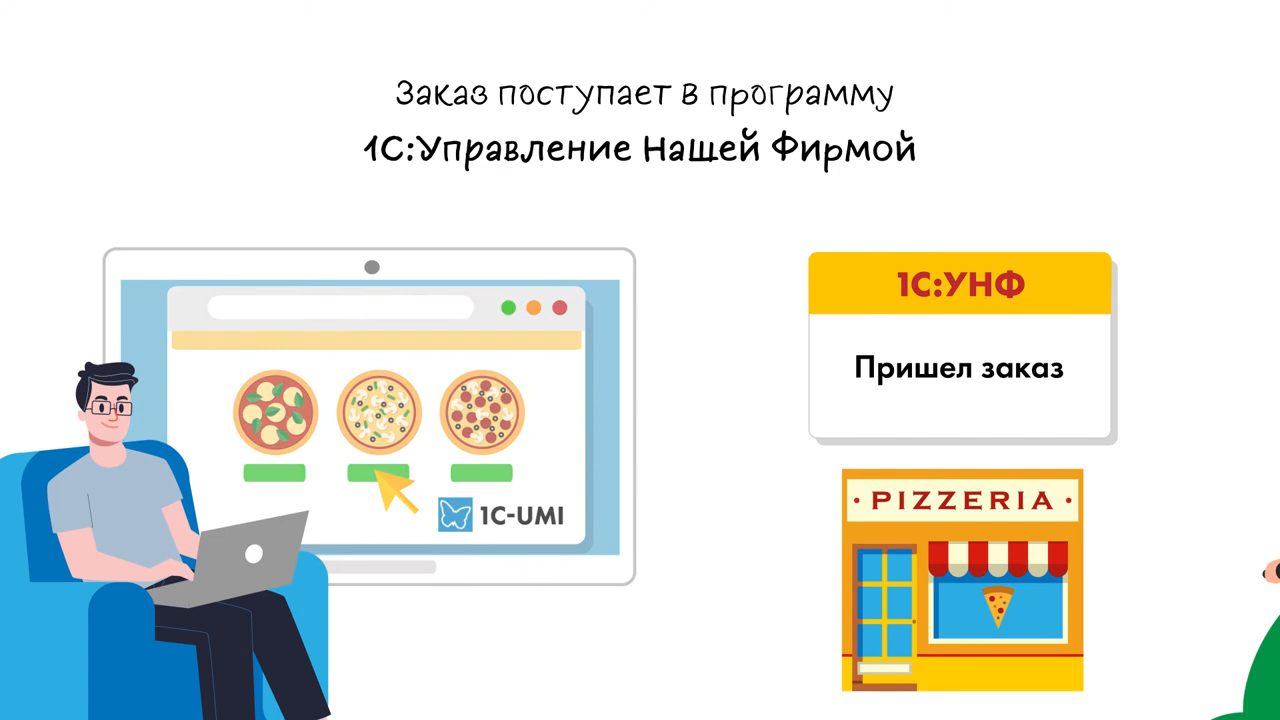 Заказ поступает в программу
1С:Управление Нашей Фирмой
1С:УНФ
Пришел заказ
1C-UMI
• PIZZERIA •